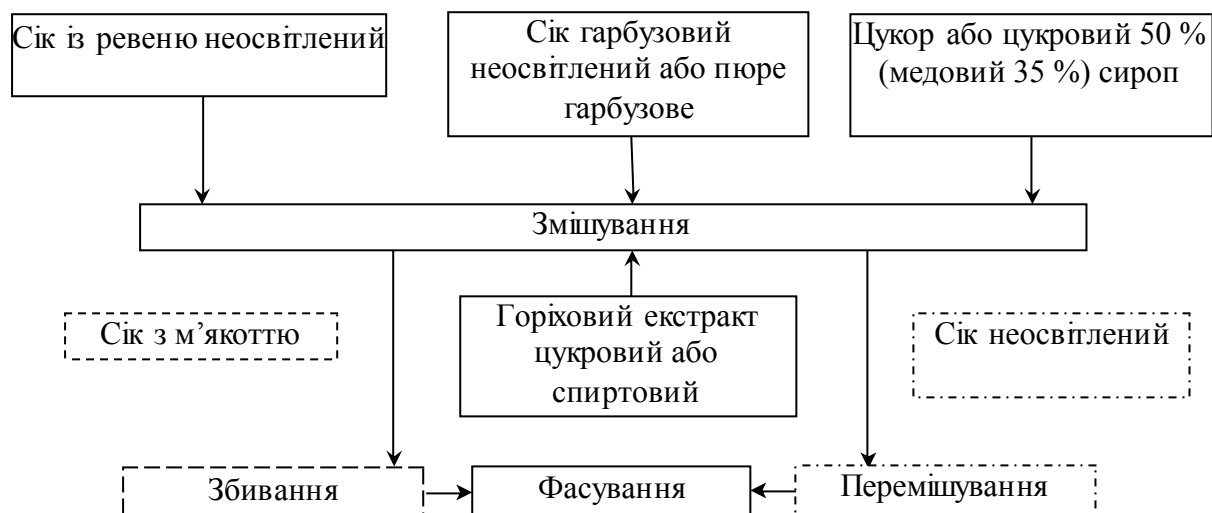 Сік із ревеню неосвітлений
Сік гарбузовий
неосвітлений або пюре
гарбузове
Цукор або цукровий 50 %
(медовий 35 %) сироп
Змішування
Сік з м’якоттю
Горіховий екстракт
цукровий або
спиртовий
Сік неосвітлений
Збивання
Фасування
Перемішування